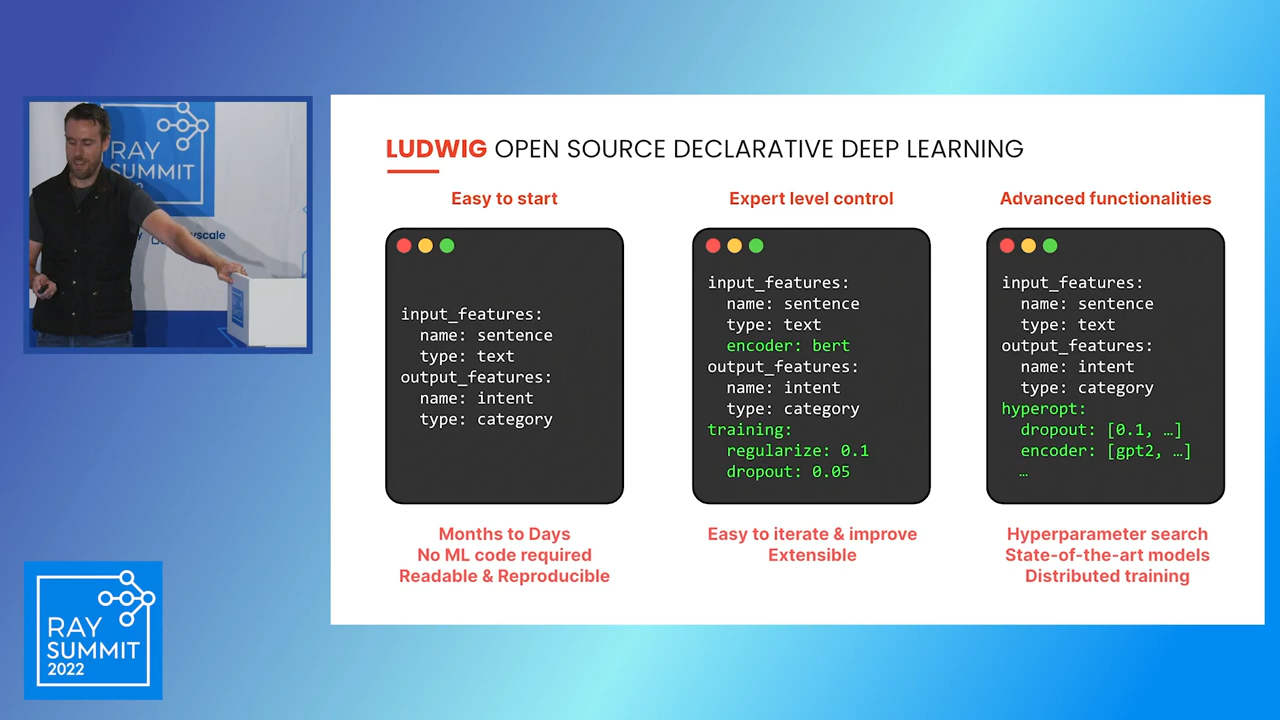 RAY
SUMMIT
yscale
LUDWIG OPEN SOURCE DECLARATIVE DEEP LEARNING
Easy to start
input_features:
name: sentence
type: text
output_features:
name: intent
type: category
Months to Days
No ML code required
Readable & Reproducible
Expert level control
input_features:
name: sentence
type: text
encoder: bert
output_features:
name: intent
type: category
training:
regularize: 0.1
dropout: 0.05
Easy to iterate & improve
Extensible
Advanced functionalities
input_features:
name: sentence
type: text
output_features:
name: intent
type: category
hyperopt:
dropout: [0.1, …]
encoder: [gpt2, …]
…
Hyperparameter search
State-of-the-art models
Distributed training
RAY
SUMMIT
2022